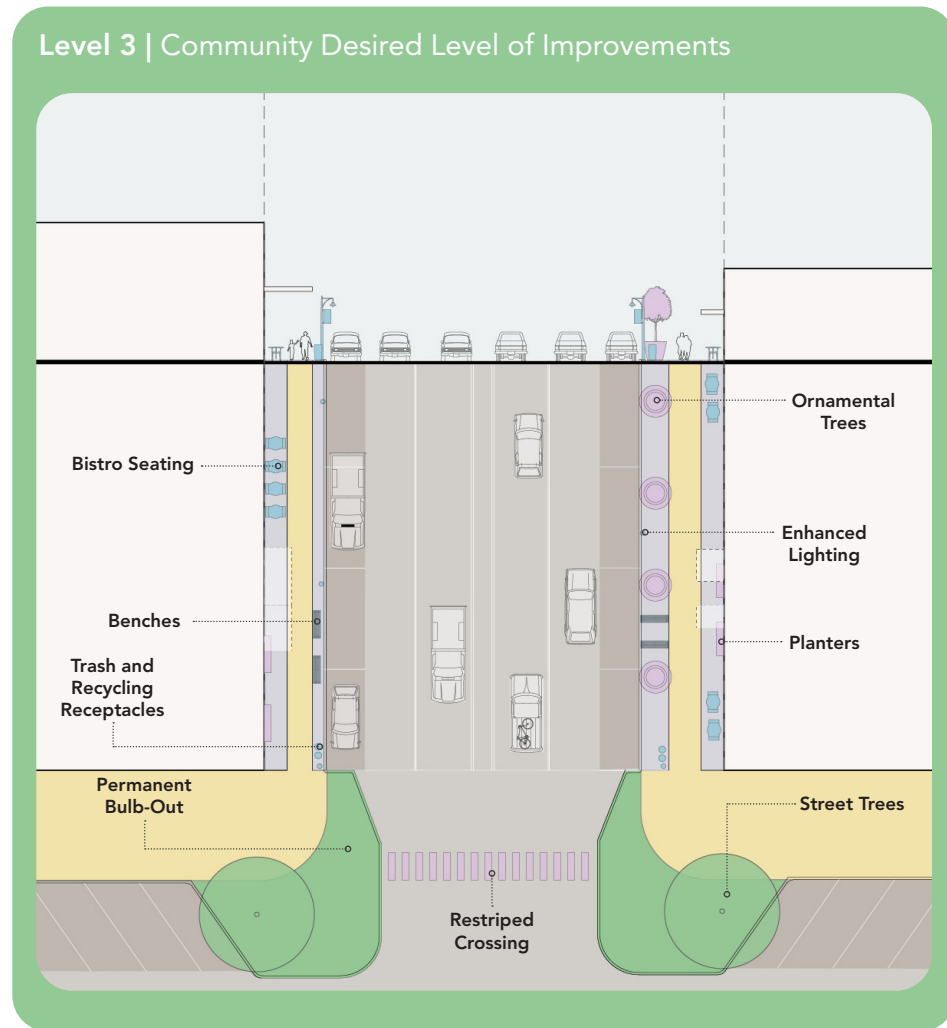 Level 3 | Community Desired Level of Improvements
Ornamental
Trees
Bistro Seating
Enhanced
Lighting
Benches
Planters
Trash and
Recycling
Receptacles
Permanent
Bulb-Out
Street Trees
Restriped
Crossing